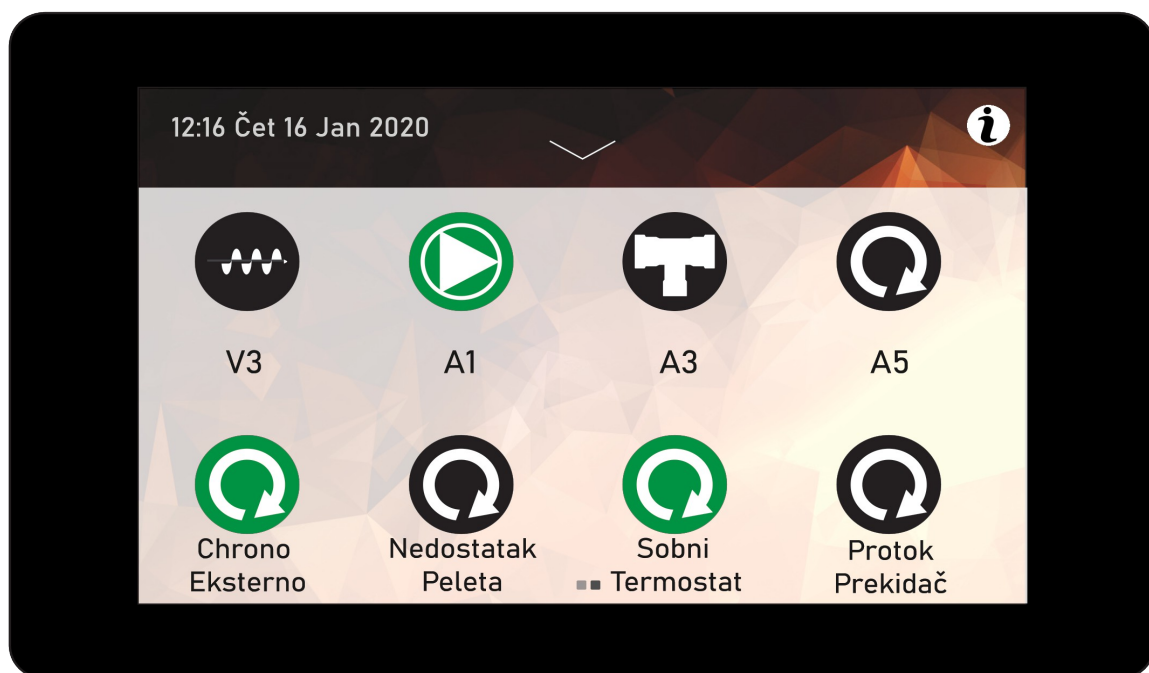 12:16 Čet 16 Jan 2020
i
V3
A1
A3
A5
Chrono
Eksterno
Nedostatak
Peleta
Sobni
Termostat
Protok
Prekidač